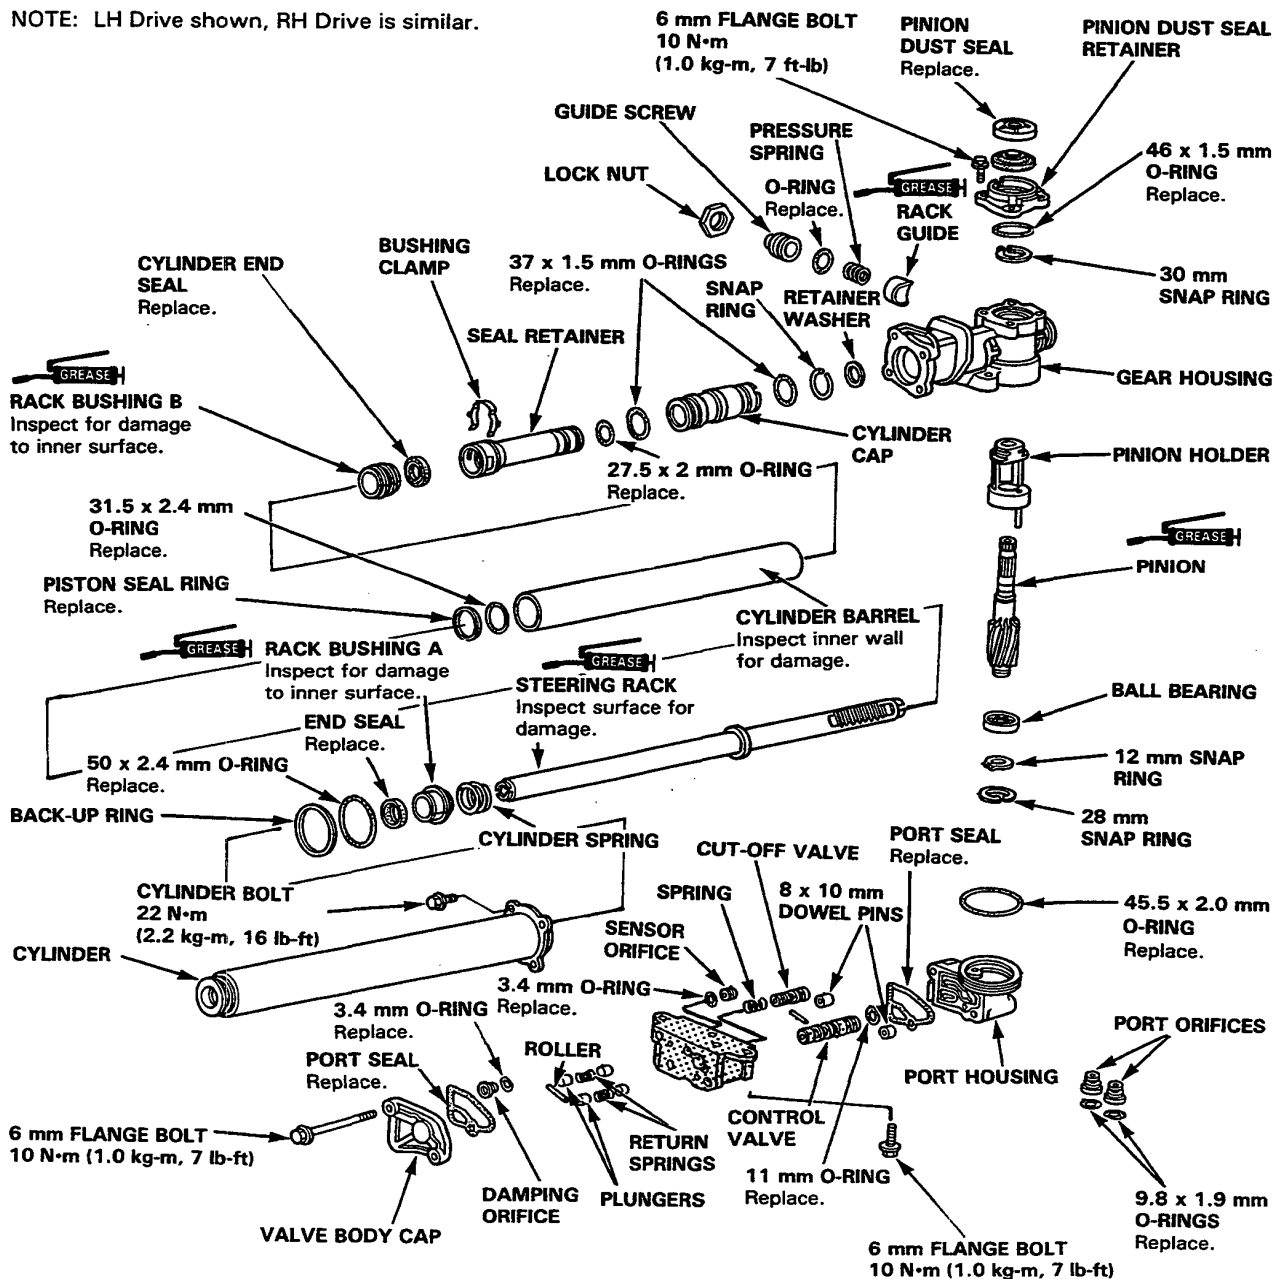 NOTE: LH Drive shown, RH Drive is similar.
6 mm FLANGE BOLT
10 N•m
(1.0 kg-m, 7 ft-lb)
PINION
DUST SEAL
Replace.
PINION DUST SEAL
RETAINER
GUIDE SCREW
PRESSURE
SPRING
46 x 1.5 mm
O-RING
Replace.
LOCK NUT
O-RING
Replace.
GREASE
RACK
GUIDE
BUSHING
CLAMP
CYLINDER END
SEAL
Replace.
37 x 1.5 mm O-RINGS
Replace.
SNAP
RING
RETAINER
WASHER
30 mm
SNAP RING
SEAL RETAINER
GREASE
RACK BUSHING B
Inspect for damage
to inner surface.
GEAR HOUSING
CYLINDER
CAP
PINION HOLDER
27.5 x 2 mm O-RING
Replace.
31.5 x 2.4 mm
O-RING
Replace.
GREASE
PINION
PISTON SEAL RING
Replace.
CYLINDER BARREL
Inspect inner wall
for damage.
GREASE
RACK BUSHING A
Inspect for damage
to inner surface.
GREASE
STEERING RACK
Inspect surface for
damage.
BALL BEARING
END SEAL
Replace.
50 x 2.4 mm O-RING
Replace.
12 mm SNAP
RING
BACK-UP RING
28 mm
SNAP RING
CYLINDER SPRING
CUT-OFF VALVE
PORT SEAL
Replace.
CYLINDER BOLT
22 N•m
(2.2 kg-m, 16 lb-ft)
SPRING
8 x 10 mm
DOWEL PINS
45.5 x 2.0 mm
O-RING
Replace.
SENSOR
ORIFICE
CYLINDER
3.4 mm O-RING
Replace.
3.4 mm O-RING
Replace.
PORT ORIFICES
ROLLER
PORT SEAL
Replace.
PORT HOUSING
CONTROL
VALVE
6 mm FLANGE BOLT
10 N•m (1.0 kg-m, 7 lb-ft)
RETURN
SPRINGS
11 mm O-RING
Replace.
DAMPING
ORIFICE
PLUNGERS
9.8 x 1.9 mm
O-RINGS
Replace.
VALVE BODY CAP
6 mm FLANGE BOLT
10 N•m (1.0 kg-m, 7 lb-ft)